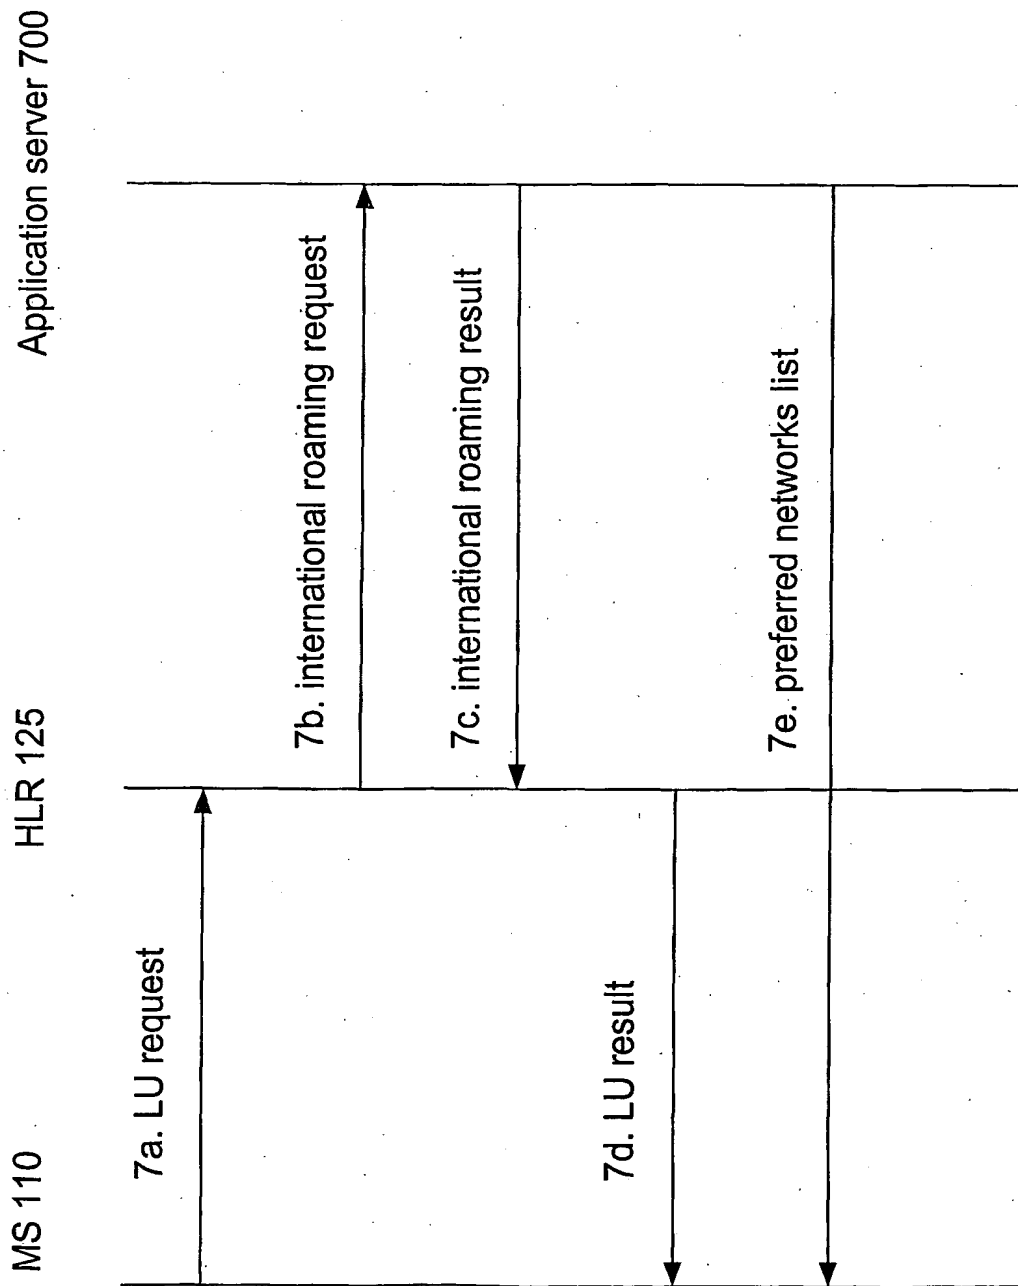 MS 110
HLR 125
Application server 700
7a. LU request
7b. international roaming request
7c. international roaming result
7d. LU result
7e. preferred networks list